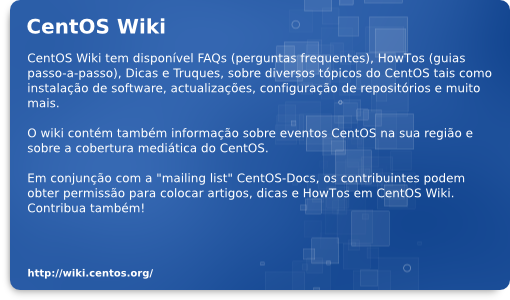 CentOS Wiki
CentOS Wiki tem disponível FAQs (perguntas frequentes), HowTos (guias
passo-a-passo), Dicas e Truques, sobre diversos tópicos do CentOS tais como
instalação de software, actualizações, configuração de repositórios e muito
mais.
O wiki contém também informação sobre eventos CentOS na sua região e
sobre a cobertura mediática do CentOS.
Em conjunção com a "mailing list" CentOS-Docs, os contribuintes podem
obter permissão para colocar artigos, dicas e HowTos em CentOS Wiki.
Contribua também!
http://wiki.centos.org/